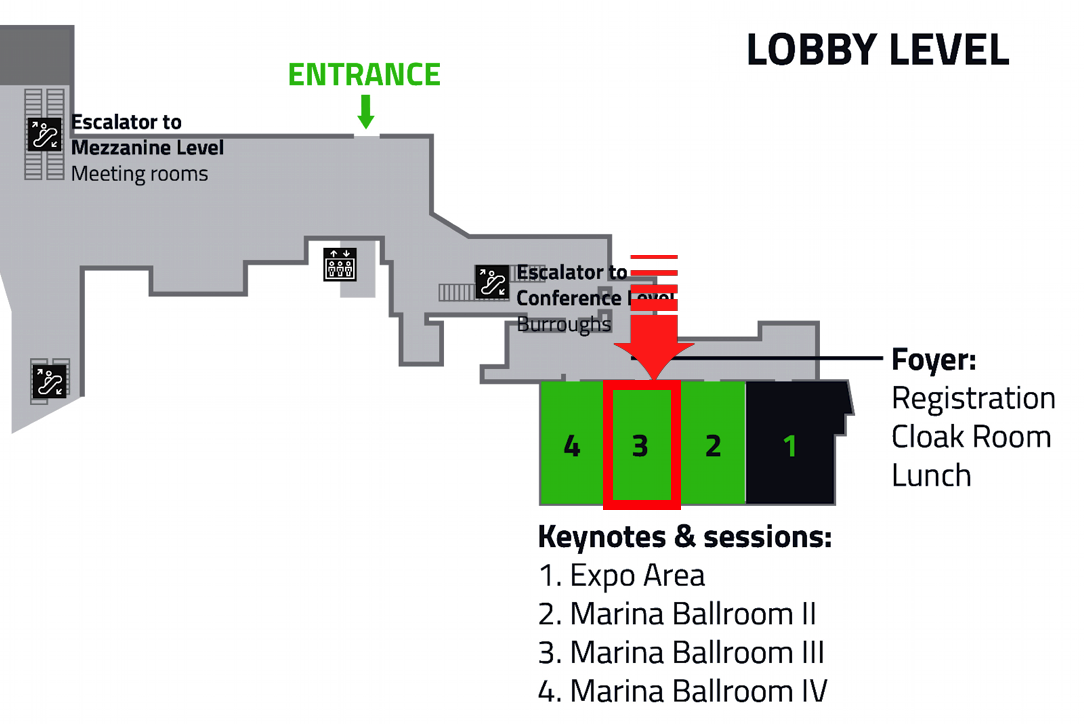 LOBBY LEVEL
ENTRANCE
Escalator to
Mezzanine Level
Meeting rooms
Escalator to
Conference Level
Burroughs
Foyer:
Registration
Cloak Room
Lunch
4 3 2 1
Keynotes & sessions:
1. Expo Area
2. Marina Ballroom II
3. Marina Ballroom III
4. Marina Ballroom IV